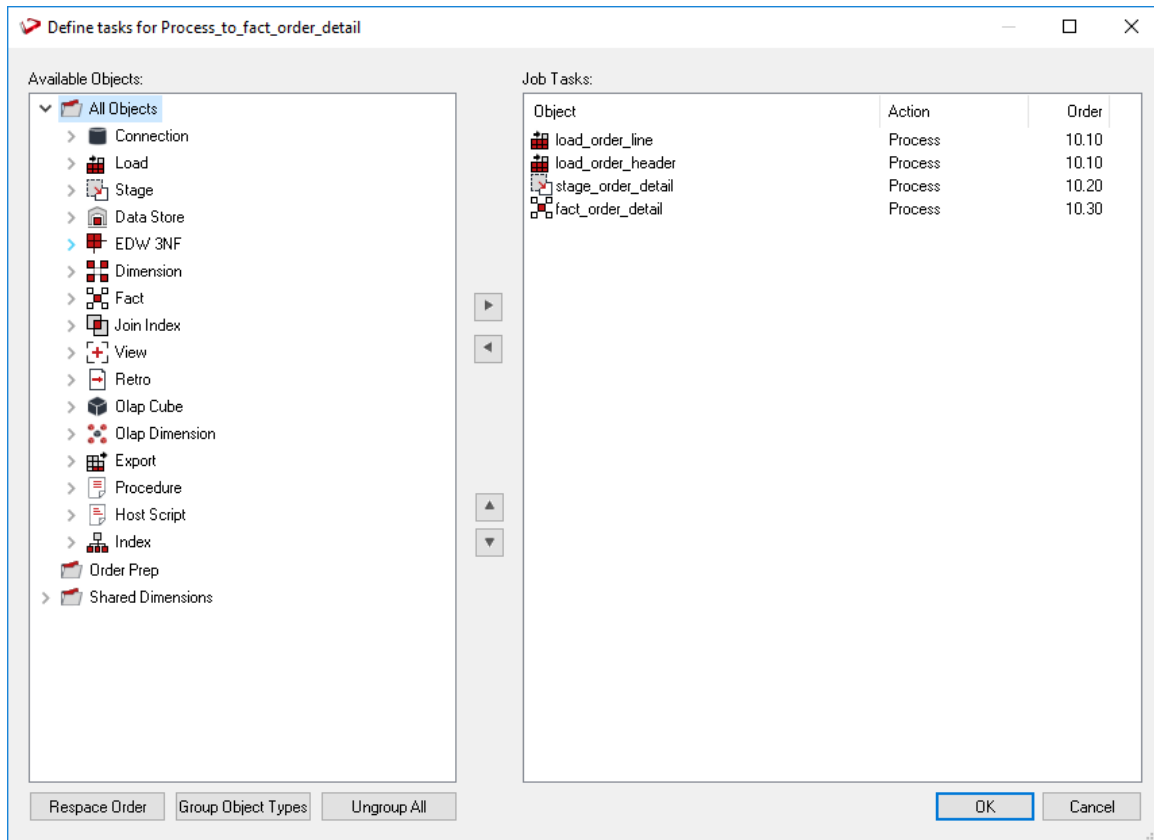 Define tasks for Process_to_fact_order_detail
Available Objects:
All Objects
Connection
Load
Stage
Data Store
EDW 3NF
Dimension
Fact
Join Index
View
Retro
Olap Cube
Olap Dimension
Export
Procedure
Host Script
Index
Order Prep
Shared Dimensions
Job Tasks:
Object Action Order
load_order_line Process 10.10
load_order_header Process 10.10
stage_order_detail Process 10.20
fact_order_detail Process 10.30
Respace Order Group Object Types Ungroup All OK Cancel